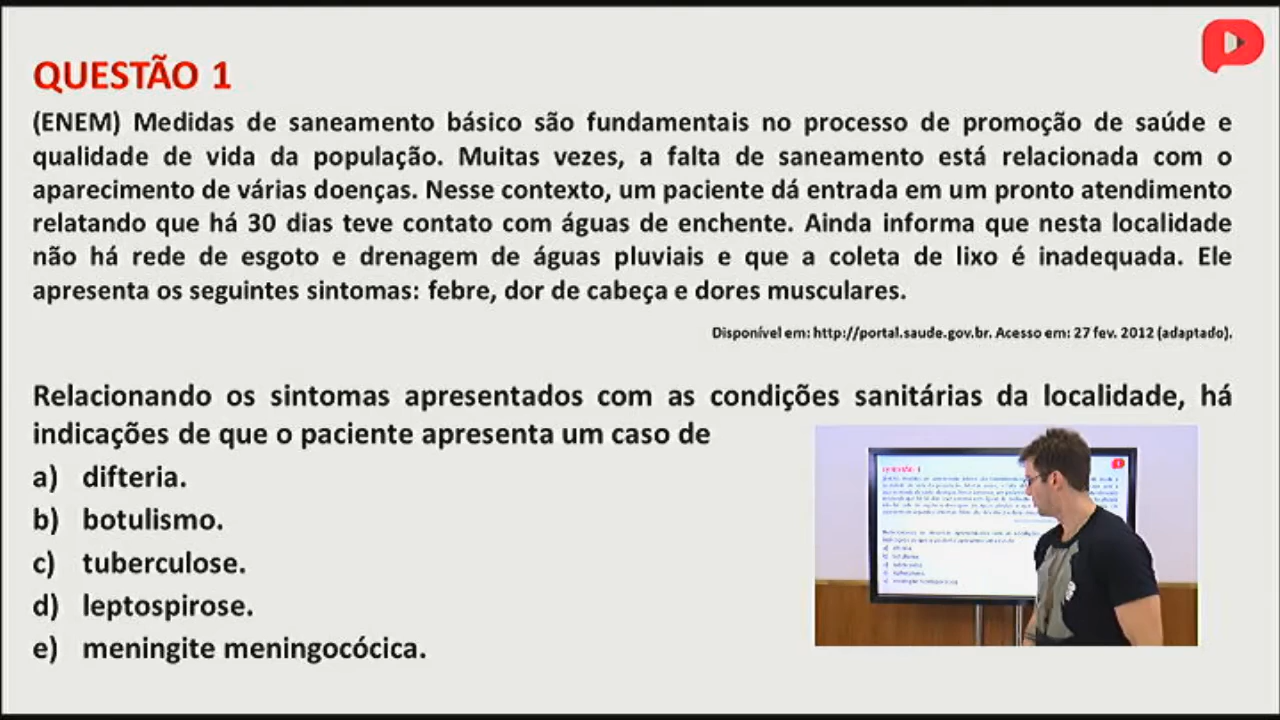 QUESTÃO 1
(ENEM) Medidas de saneamento básico são fundamentais no processo de promoção de saúde e
qualidade de vida da população. Muitas vezes, a falta de saneamento está relacionada com o
aparecimento de várias doenças. Nesse contexto, um paciente dá entrada em um pronto atendimento
relatando que há 30 dias teve contato com águas de enchente. Ainda informa que nesta localidade
não há rede de esgoto e drenagem de águas pluviais e que a coleta de lixo é inadequada. Ele
apresenta os seguintes sintomas: febre, dor de cabeça e dores musculares.
Disponível em: http://portal.saude.gov.br. Acesso em: 27 fev. 2012 (adaptado).
Relacionando os sintomas apresentados com as condições sanitárias da localidade, há
indicações de que o paciente apresenta um caso de
a) difteria.
b) botulismo.
c) tuberculose.
d) leptospirose.
e) meningite meningocócica.
QUESTÃO 1